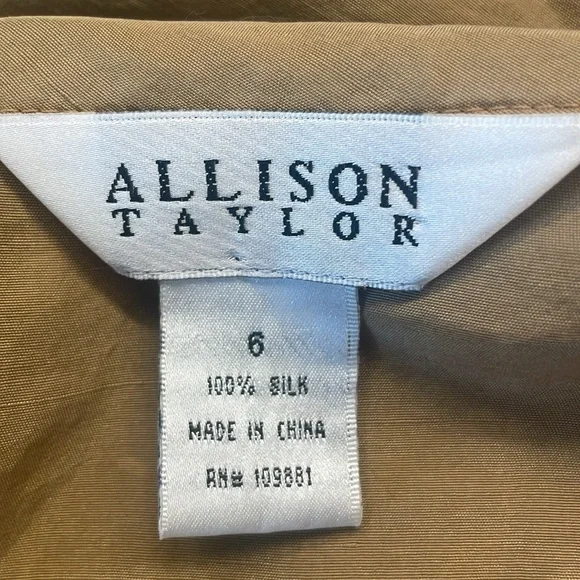 ALLISON
TAYLOR
6
100% SILK
MADE IN CHINA
RN# 109881